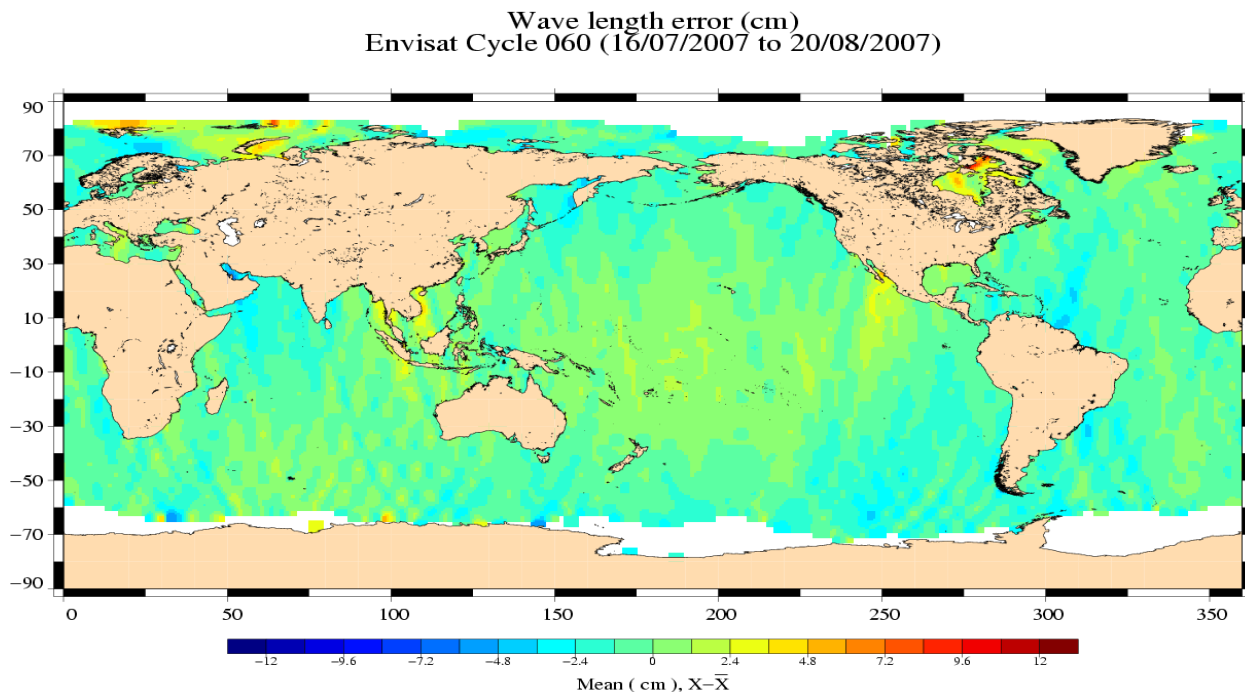 Wave length error (cm)
Envisat Cycle 060 (16/07/2007 to 20/08/2007)
90
70
50
30
10
−10
−30
−50
−70
−90
0 50 100 150 200 250 300 350
−12 −9.6 −7.2 −4.8 −2.4 0 2.4 4.8 7.2 9.6 12
Mean ( cm ), X−X̅